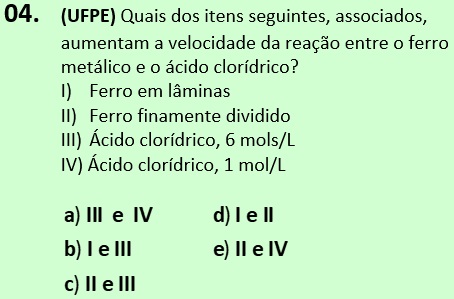 04. (UFPE) Quais dos itens seguintes, associados,
aumentam a velocidade da reação entre o ferro
metálico e o ácido clorídrico?
I) Ferro em lâminas
II) Ferro finamente dividido
III) Ácido clorídrico, 6 mols/L
IV) Ácido clorídrico, 1 mol/L
a) III e IV d) I e II
b) I e III e) II e IV
c) II e III